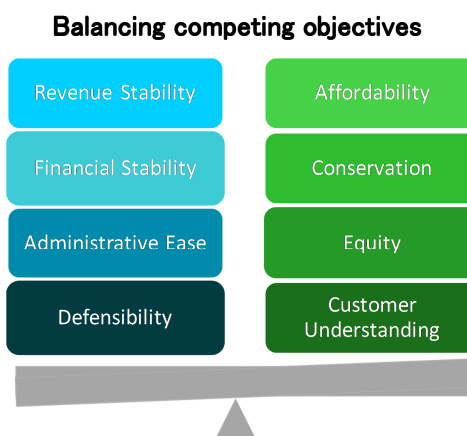 Balancing competing objectives
Revenue Stability
Affordability
Financial Stability
Conservation
Administrative Ease
Equity
Defensibility
Customer
Understanding